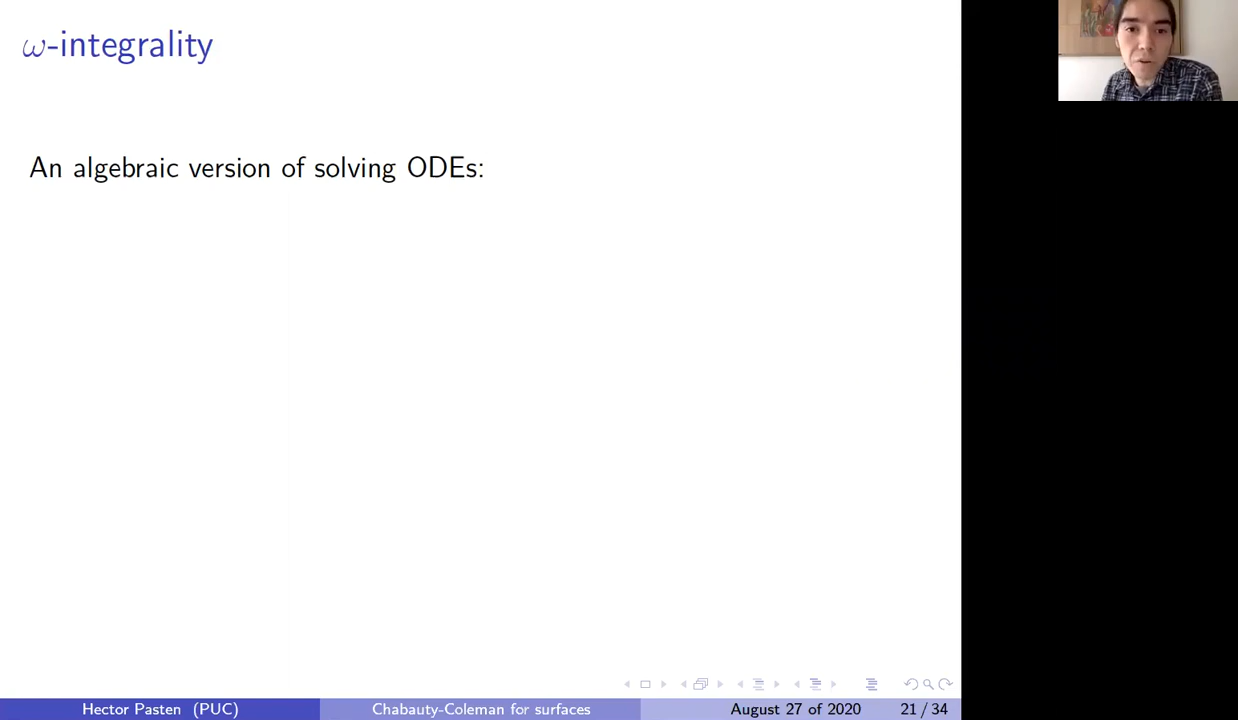 ω-integrality
An algebraic version of solving ODEs:
Hector Pasten (PUC) Chabauty-Coleman for surfaces August 27 of 2020 21 / 34